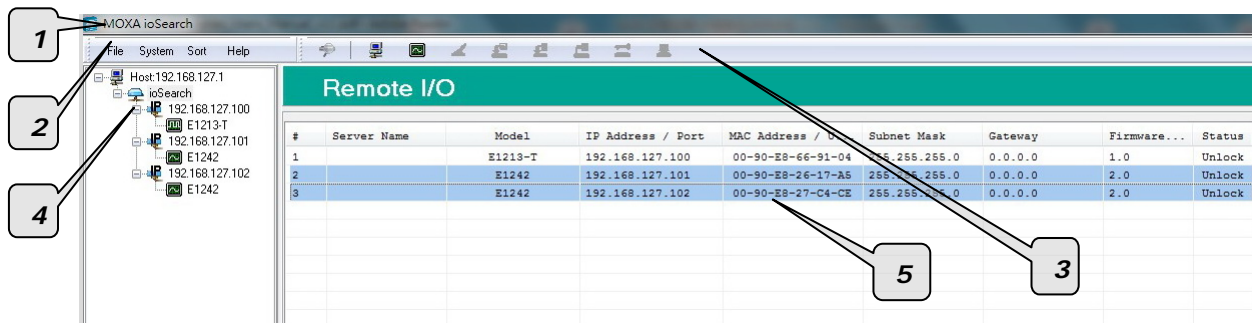 MOXA ioSearch
1
File System Sort Help
2
Host:192.168.127.1
ioSearch
192.168.127.100
E1213-T
192.168.127.101
E1242
192.168.127.102
E1242
4
Remote I/O
# Server Name Model IP Address / Port MAC Address / U... Subnet Mask Gateway Firmware... Status
1 E1213-T 192.168.127.100 00-90-E8-66-91-04 255.255.255.0 0.0.0.0 1.0 Unlock
2 E1242 192.168.127.101 00-90-E8-26-17-A5 255.255.255.0 0.0.0.0 2.0 Unlock
3 E1242 192.168.127.102 00-90-E8-27-C4-CE 255.255.255.0 0.0.0.0 2.0 Unlock
5
3